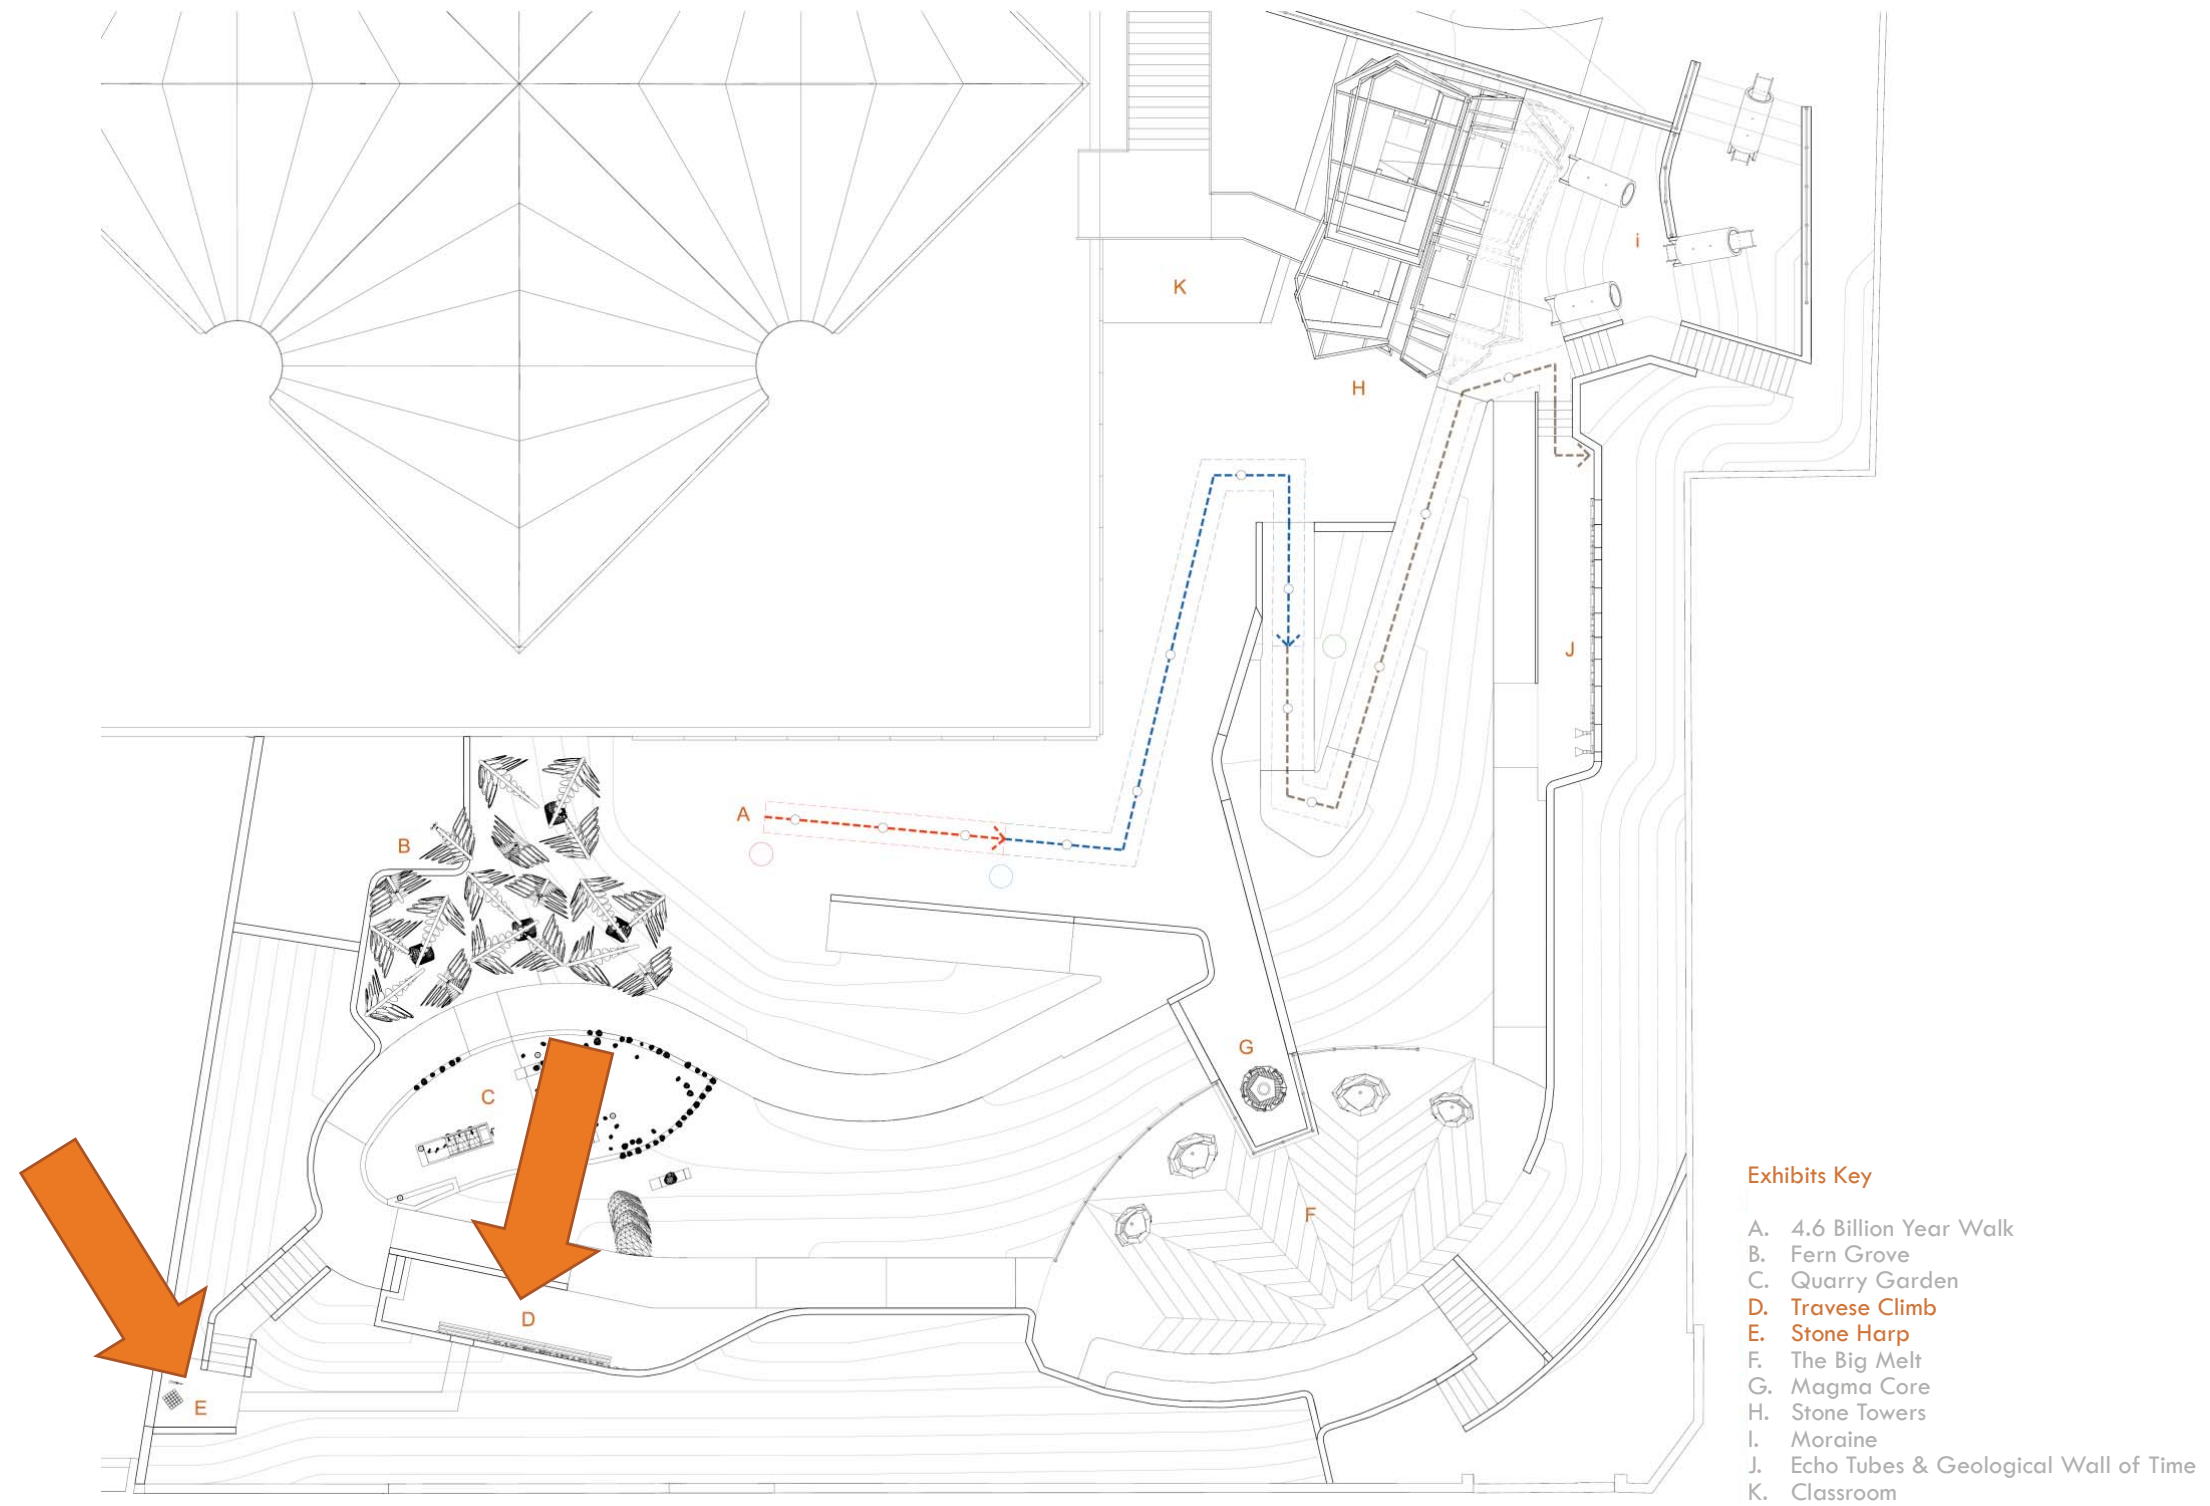 i
K
H
J
A
B
G
C
F
D
E
Exhibits Key
A. 4.6 Billion Year Walk
B. Fern Grove
C. Quarry Garden
D. Travese Climb
E. Stone Harp
F. The Big Melt
G. Magma Core
H. Stone Towers
I. Moraine
J. Echo Tubes & Geological Wall of Time
K. Classroom